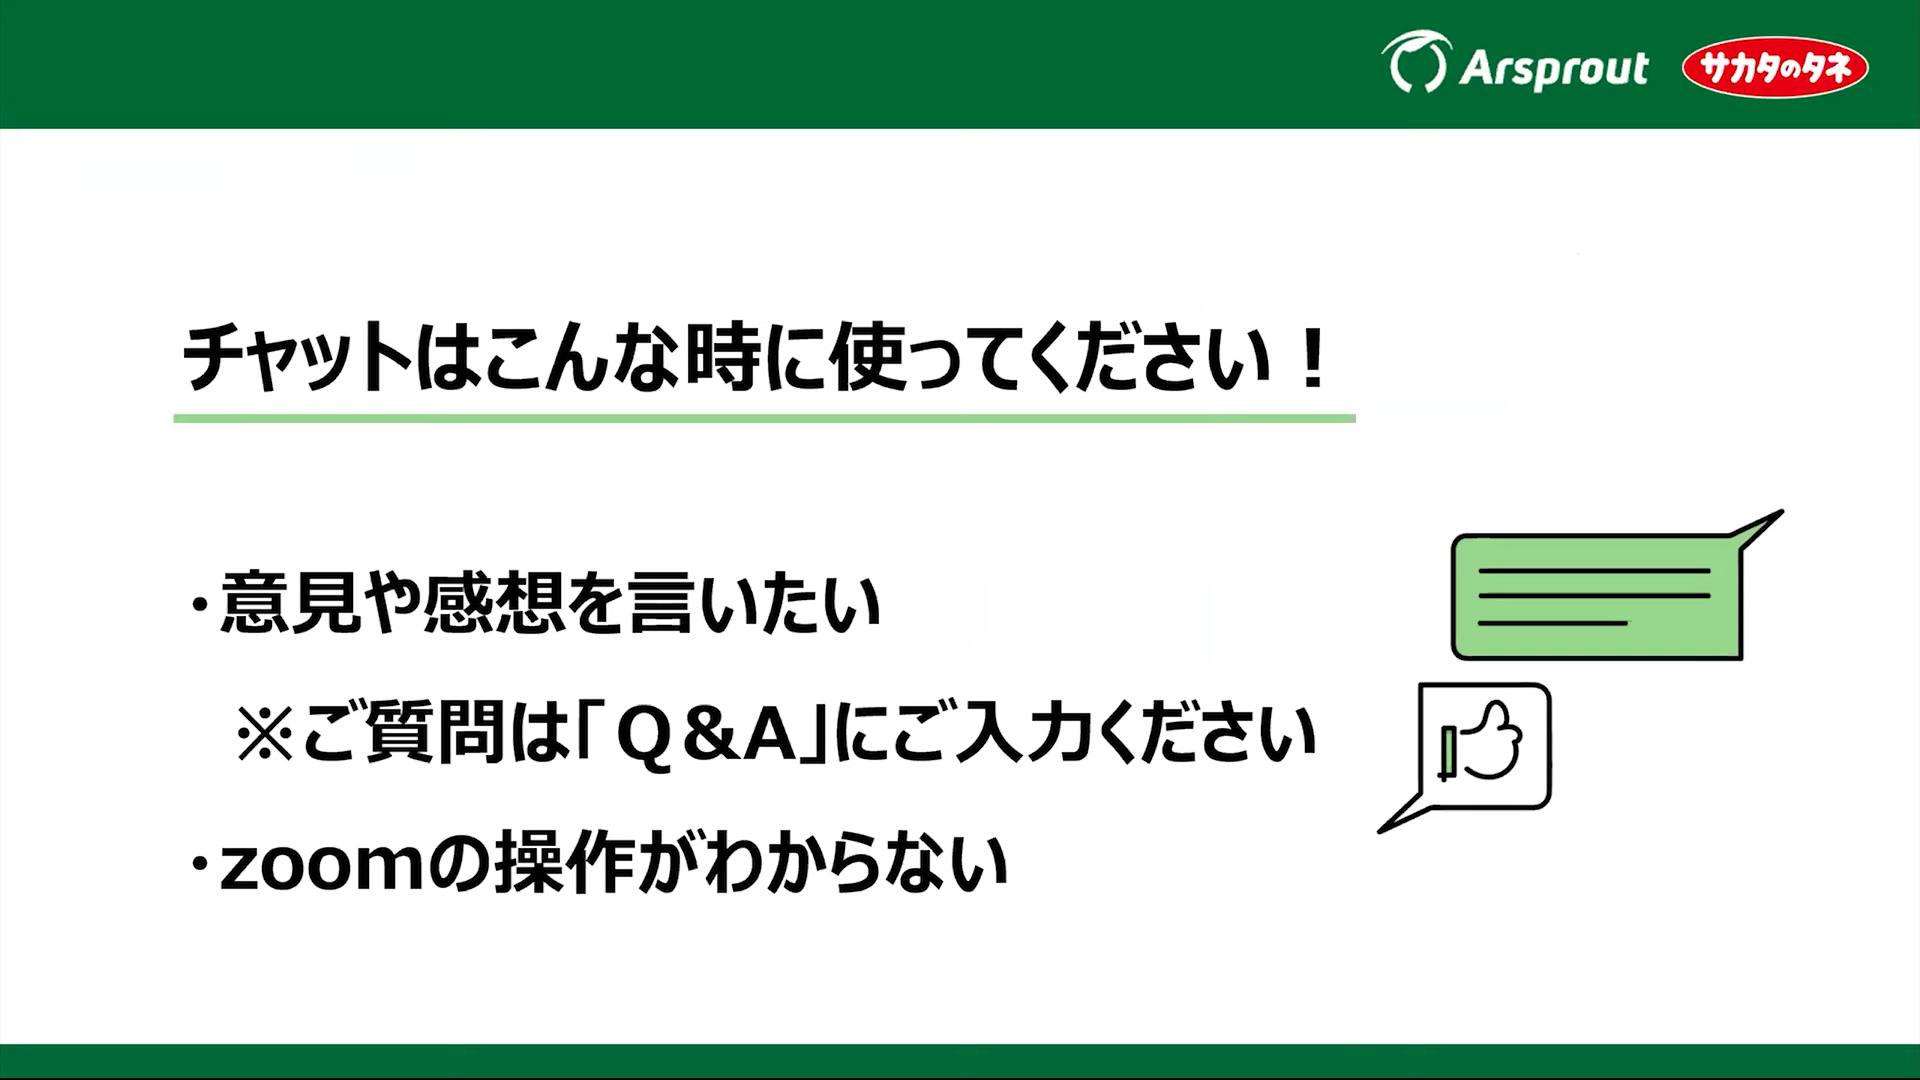 Arsprout サカタのタネ
チャットはこんな時に使ってください！
・意見や感想を言いたい
※ご質問は「Q＆A」にご入力ください
・zoomの操作がわからない